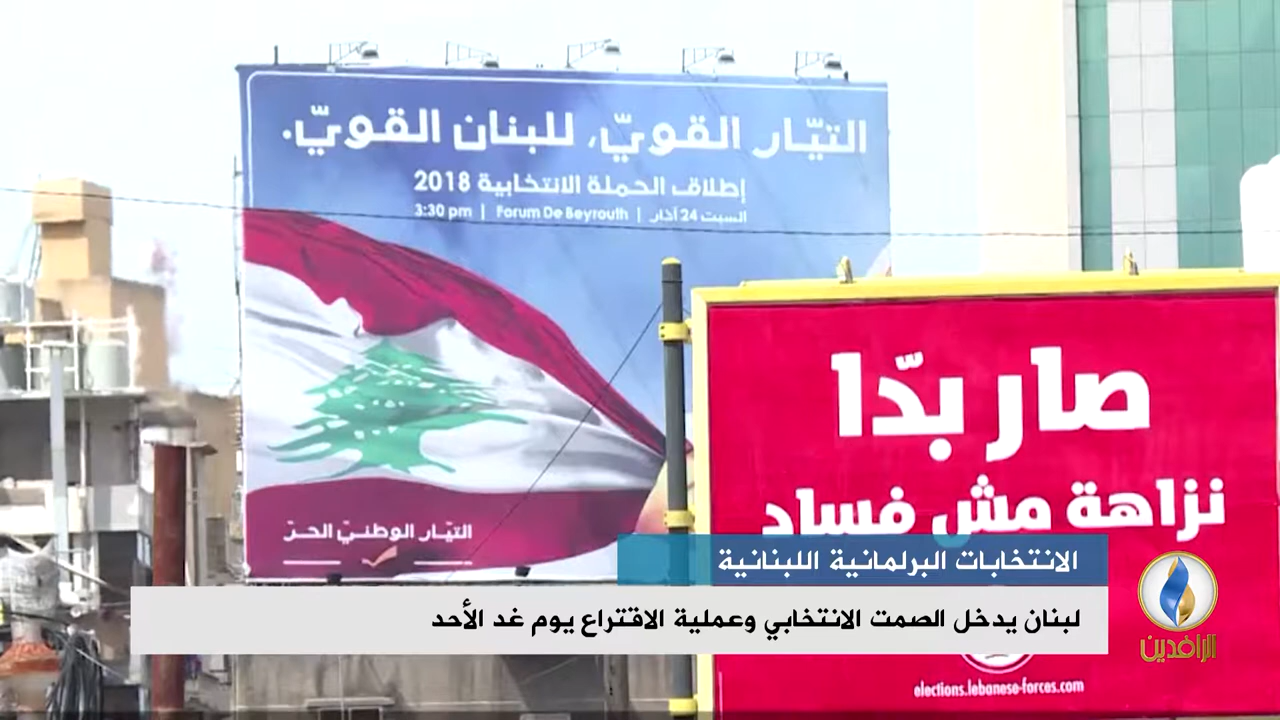 التيّار القويّ، للبنان القويّ.
إطلاق الحملة الانتخابية 2018
السبت 24 آذار | Forum De Beyrouth | 3:30 pm
التيّار الوطنيّ الحرّ
صار بدّا
نزاهة مش فساد
elections.lebanese-forces.com
الانتخابات البرلمانية اللبنانية
لبنان يدخل الصمت الانتخابي وعملية الاقتراع يوم غد الأحد
الرافدين